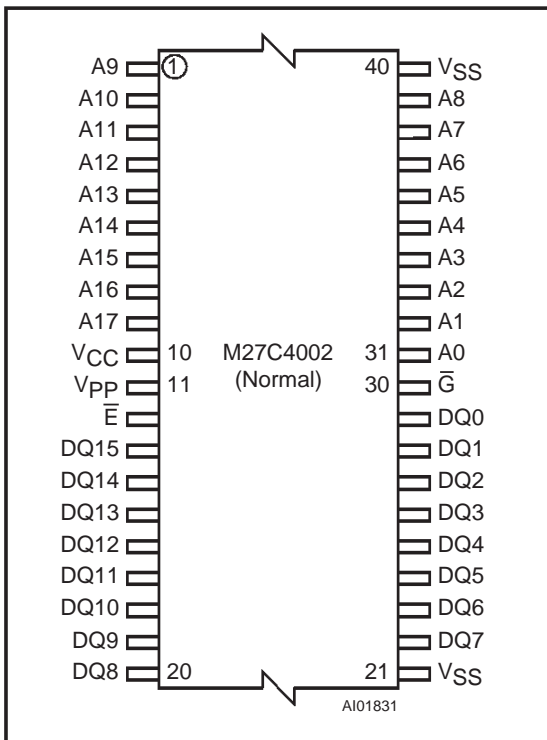 A9 1 40 VSS
A10 A8
A11 A7
A12 A6
A13 A5
A14 A4
A15 A3
A16 A2
A17 A1
VCC 10 M27C4002 31 A0
VPP 11 (Normal) 30 G̅
E̅ DQ0
DQ15 DQ1
DQ14 DQ2
DQ13 DQ3
DQ12 DQ4
DQ11 DQ5
DQ10 DQ6
DQ9 DQ7
DQ8 20 21 VSS
AI01831